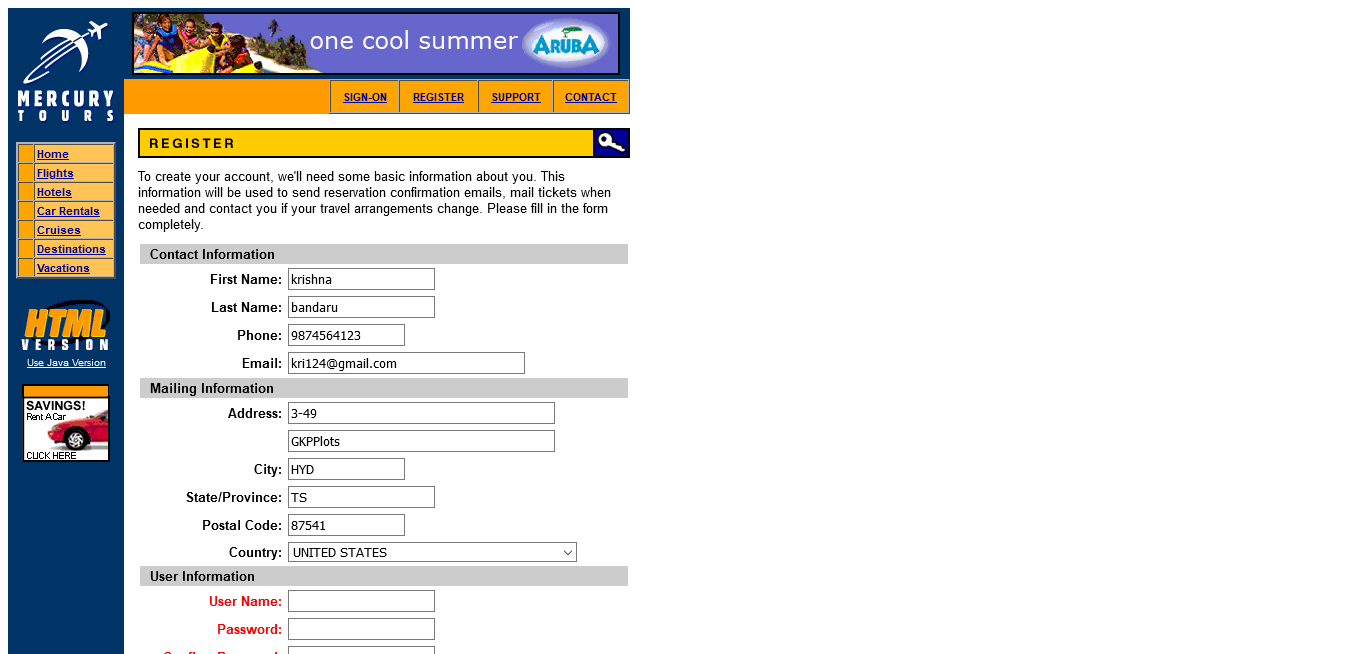 one cool summer ARUBA
MERCURY
TOURS
SIGN-ON REGISTER SUPPORT CONTACT
Home
Flights
Hotels
Car Rentals
Cruises
Destinations
Vacations
HTML
VERSION
Use Java Version
SAVINGS!
Rent A Car
CLICK HERE
REGISTER
To create your account, we'll need some basic information about you. This
information will be used to send reservation confirmation emails, mail tickets when
needed and contact you if your travel arrangements change. Please fill in the form
completely.
Contact Information
First Name: krishna
Last Name: bandaru
Phone: 9874564123
Email: kri124@gmail.com
Mailing Information
Address: 3-49
GKPPlots
City: HYD
State/Province: TS
Postal Code: 87541
Country: UNITED STATES
User Information
User Name:
Password: